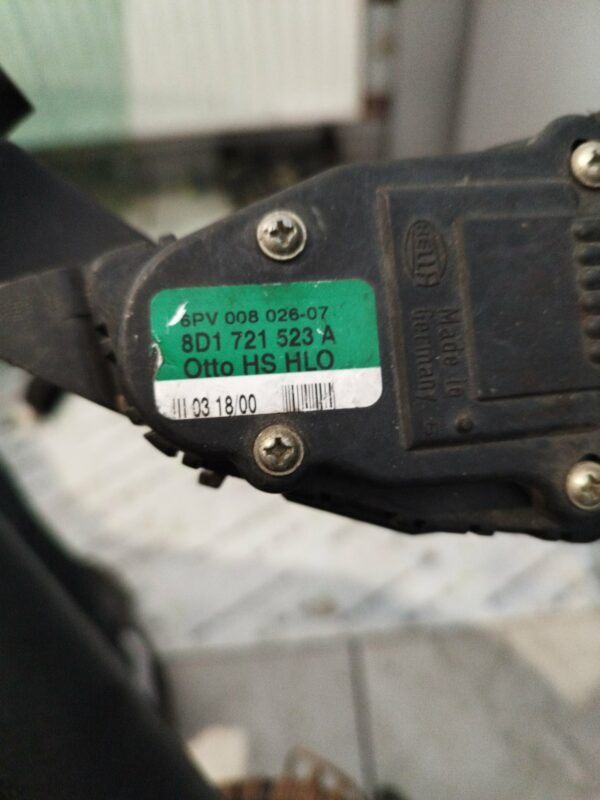 6PV 008 026-07
8D1 721 523 A
Otto HS HLO
03 18/00
HELLA
Made in
Germany